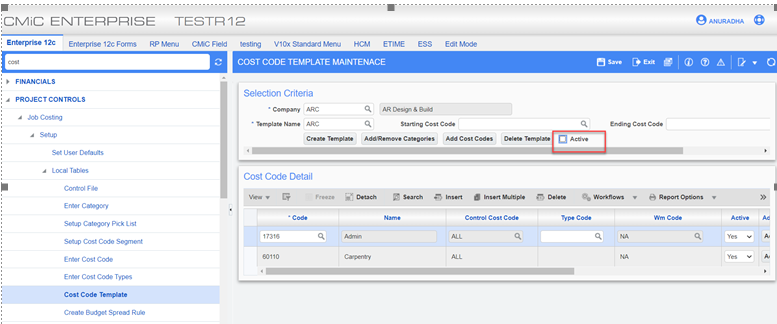 CMiC ENTERPRISE TESTR12
ANURADHA
Enterprise 12c Enterprise 12c Forms RP Menu CMiC Field testing V10x Standard Menu HCM ETIME ESS Edit Mode
cost
COST CODE TEMPLATE MAINTENACE
Save Exit
FINANCIALS
PROJECT CONTROLS
Job Costing
Setup
Set User Defaults
Local Tables
Control File
Enter Category
Setup Category Pick List
Setup Cost Code Segment
Enter Cost Code
Enter Cost Code Types
Cost Code Template
Create Budget Spread Rule
Selection Criteria
* Company ARC AR Design & Build
* Template Name ARC Starting Cost Code Ending Cost Code
Create Template Add/Remove Categories Add Cost Codes Delete Template Active
Cost Code Detail
View Freeze Detach Search Insert Insert Multiple Delete Workflows Report Options »
* Code Name Control Cost Code Type Code Wm Code Active Ad
17316 Admin ALL NA Yes A
60110 Carpentry ALL NA Yes A